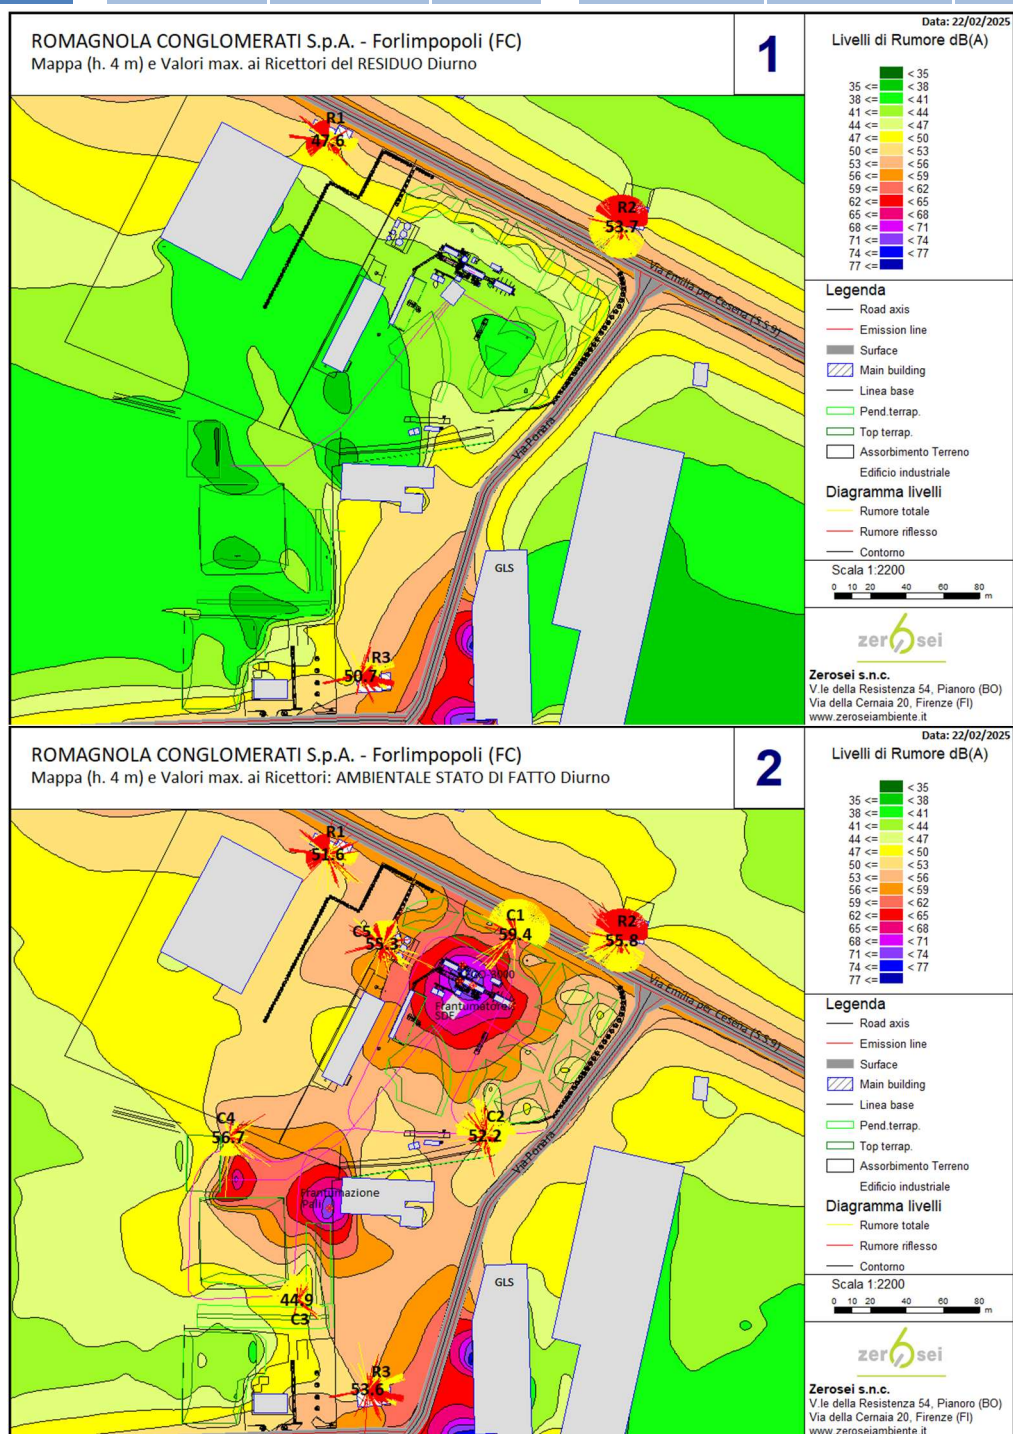 Data: 22/02/2025
ROMAGNOLA CONGLOMERATI S.p.A. - Forlimpopoli (FC)
Mappa (h. 4 m) e Valori max. ai Ricettori del RESIDUO Diurno
1
Livelli di Rumore dB(A)
< 35
35 <= < 38
38 <= < 41
41 <= < 44
44 <= < 47
47 <= < 50
50 <= < 53
53 <= < 56
56 <= < 59
59 <= < 62
62 <= < 65
65 <= < 68
68 <= < 71
71 <= < 74
74 <= < 77
77 <=
R1
47.6
R2
53.7
Via Emilia per Cesena (S.S.9)
Via Ponara
GLS
R3
50.7
Legenda
Road axis
Emission line
Surface
Main building
Linea base
Pend.terrap.
Top terrap.
Assorbimento Terreno
Edificio industriale
Diagramma livelli
Rumore totale
Rumore riflesso
Contorno
Scala 1:2200
0 10 20 40 60 80
m
zer6sei
Zerosei s.n.c.
V.le della Resistenza 54, Pianoro (BO)
Via della Cernaia 20, Firenze (FI)
www.zeroseiambiente.it
Data: 22/02/2025
ROMAGNOLA CONGLOMERATI S.p.A. - Forlimpopoli (FC)
Mappa (h. 4 m) e Valori max. ai Ricettori: AMBIENTALE STATO DI FATTO Diurno
2
Livelli di Rumore dB(A)
< 35
35 <= < 38
38 <= < 41
41 <= < 44
44 <= < 47
47 <= < 50
50 <= < 53
53 <= < 56
56 <= < 59
59 <= < 62
62 <= < 65
65 <= < 68
68 <= < 71
71 <= < 74
74 <= < 77
77 <=
R1
51.6
C1
59.4
R2
55.8
C5
55.3
Frantumatore
SDF
Via Emilia per Cesena (S.S.9)
C4
56.7
C2
52.2
Via Ponara
Frantumazione
Pali
44.9
C3
GLS
R3
53.6
Legenda
Road axis
Emission line
Surface
Main building
Linea base
Pend.terrap.
Top terrap.
Assorbimento Terreno
Edificio industriale
Diagramma livelli
Rumore totale
Rumore riflesso
Contorno
Scala 1:2200
0 10 20 40 60 80
m
zer6sei
Zerosei s.n.c.
V.le della Resistenza 54, Pianoro (BO)
Via della Cernaia 20, Firenze (FI)
www.zeroseiambiente.it